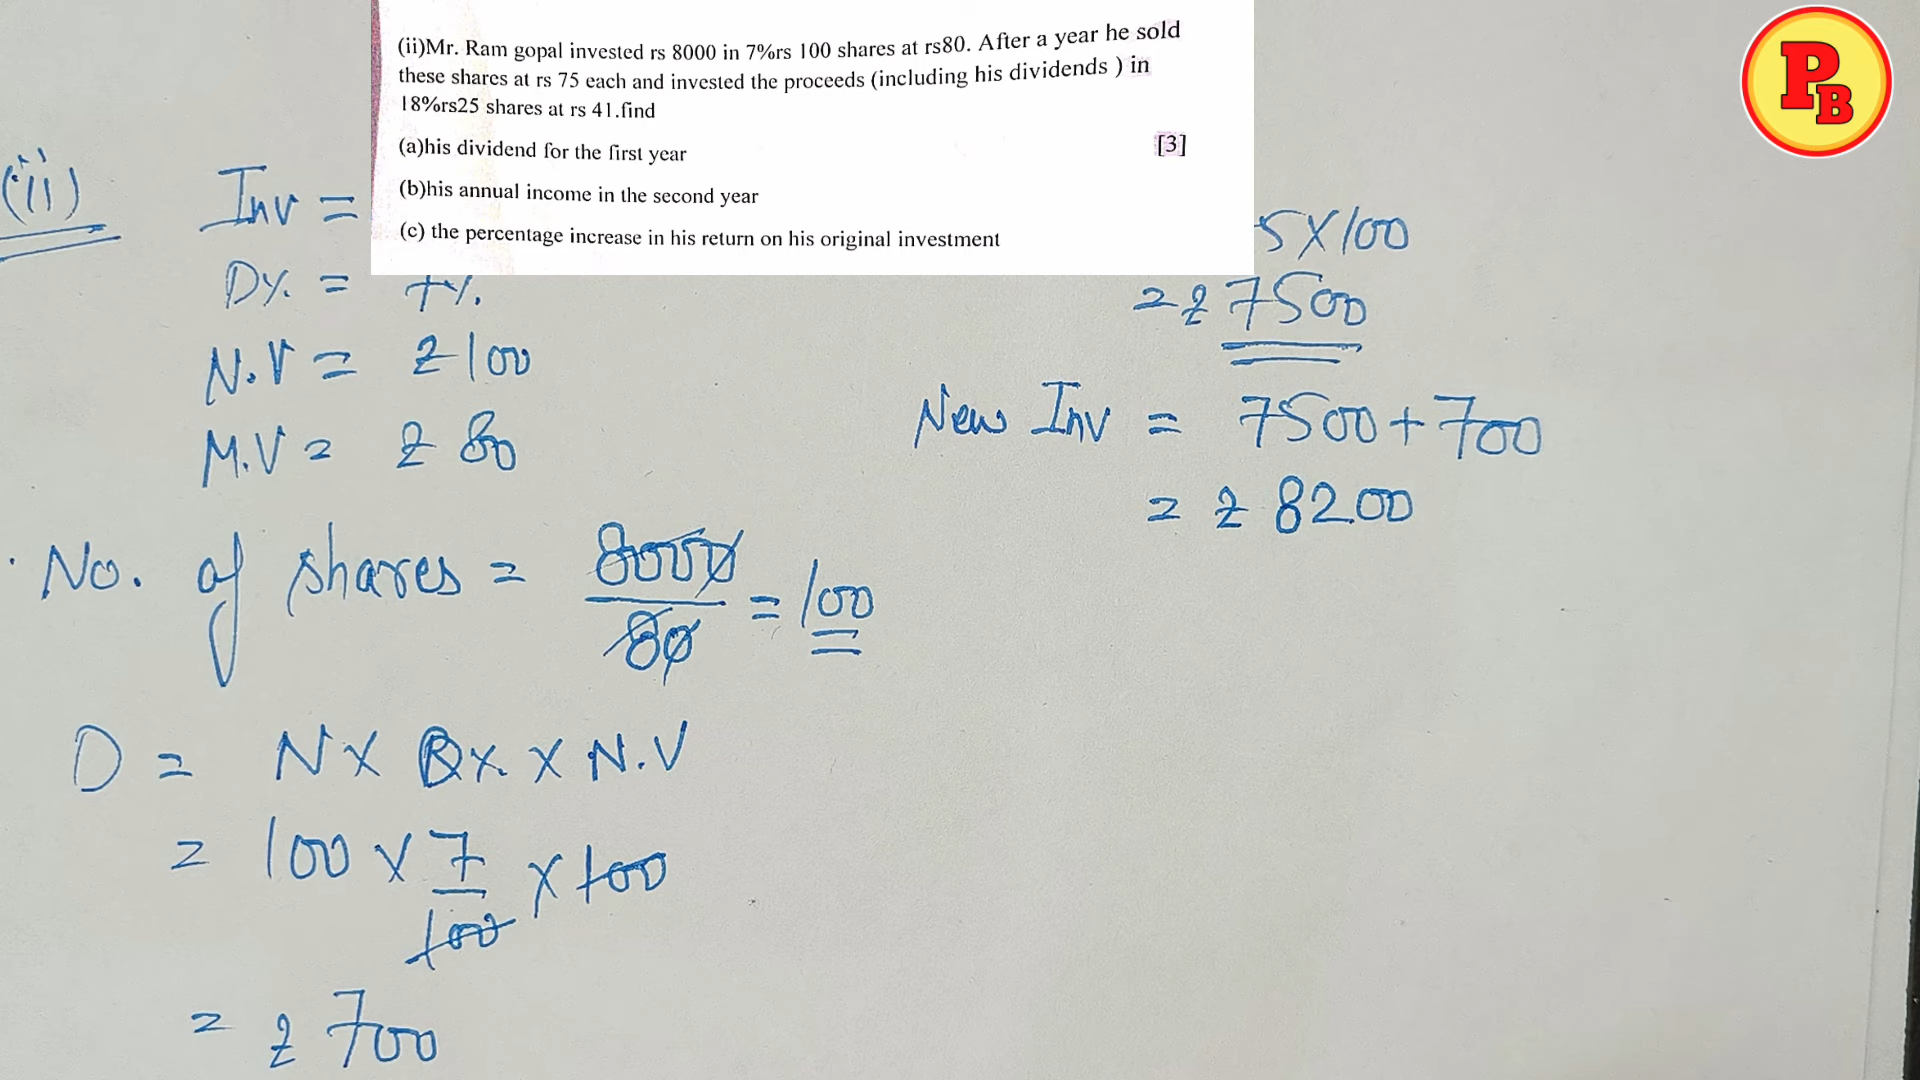 (ii)Mr. Ram gopal invested rs 8000 in 7%rs 100 shares at rs80. After a year he sold
these shares at rs 75 each and invested the proceeds (including his dividends ) in
18%rs25 shares at rs 41.find
(a)his dividend for the first year [3]
(b)his annual income in the second year
(c) the percentage increase in his return on his original investment
PB
(ii) Inv =
D% = 7%
N.V = ₹ 100
M.V = ₹ 80
No. of shares = 8000/80 = 100
D = N X D% X N.V
= 100 X 7/100 X 100
= ₹ 700
5 X 100
= ₹ 7500
New Inv = 7500 + 700
= ₹ 8200